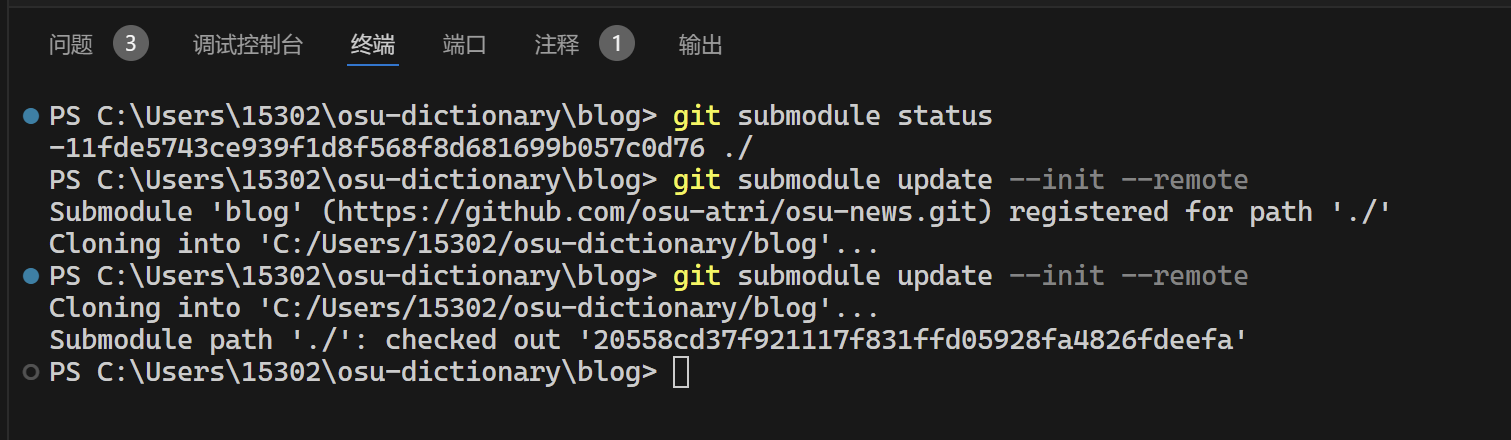 问题 3 调试控制台 终端 端口 注释 1 输出
PS C:\Users\15302\osu-dictionary\blog> git submodule status
-11fde5743ce939f1d8f568f8d681699b057c0d76 ./
PS C:\Users\15302\osu-dictionary\blog> git submodule update --init --remote
Submodule 'blog' (https://github.com/osu-atri/osu-news.git) registered for path './'
Cloning into 'C:/Users/15302/osu-dictionary/blog'...
PS C:\Users\15302\osu-dictionary\blog> git submodule update --init --remote
Cloning into 'C:/Users/15302/osu-dictionary/blog'...
Submodule path './': checked out '20558cd37f921117f831ffd05928fa4826fdeefa'
PS C:\Users\15302\osu-dictionary\blog>